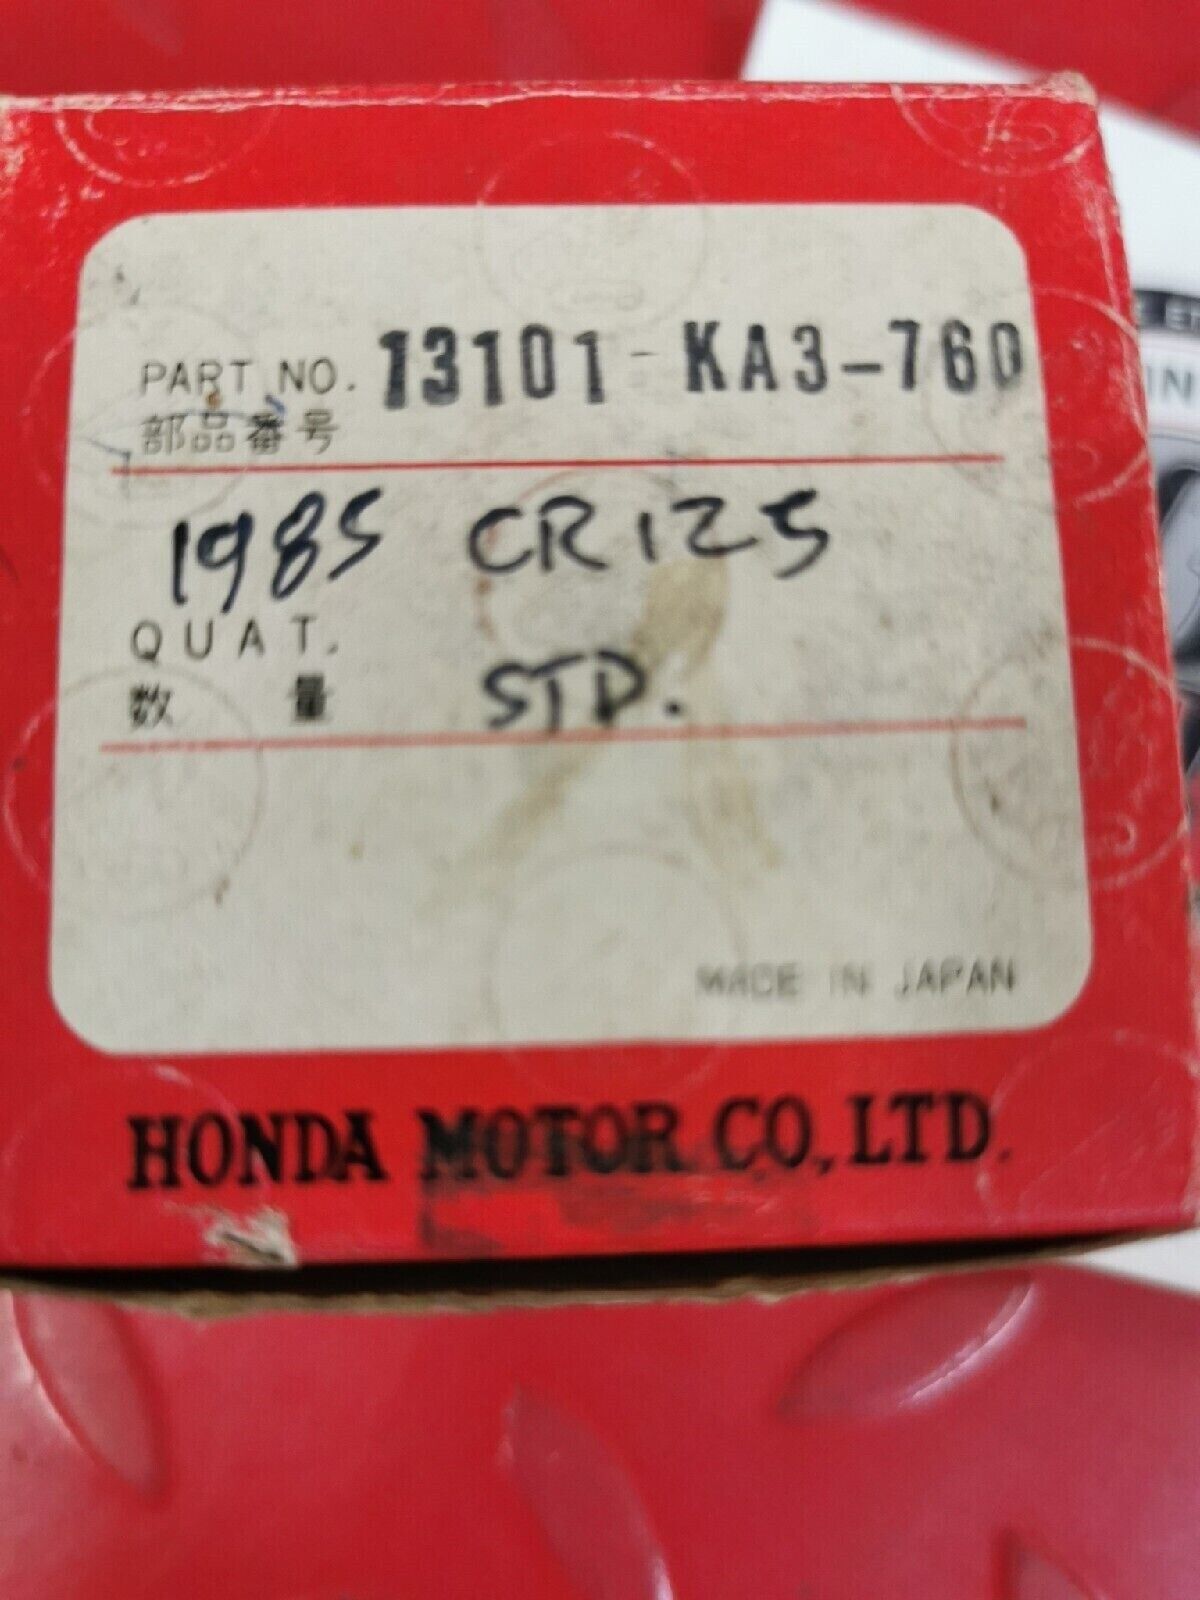 PART NO. 13101-KA3-760
部品番号
1985 CR125
QUAT.
数量 STD.
MADE IN JAPAN
HONDA MOTOR CO., LTD.
IN